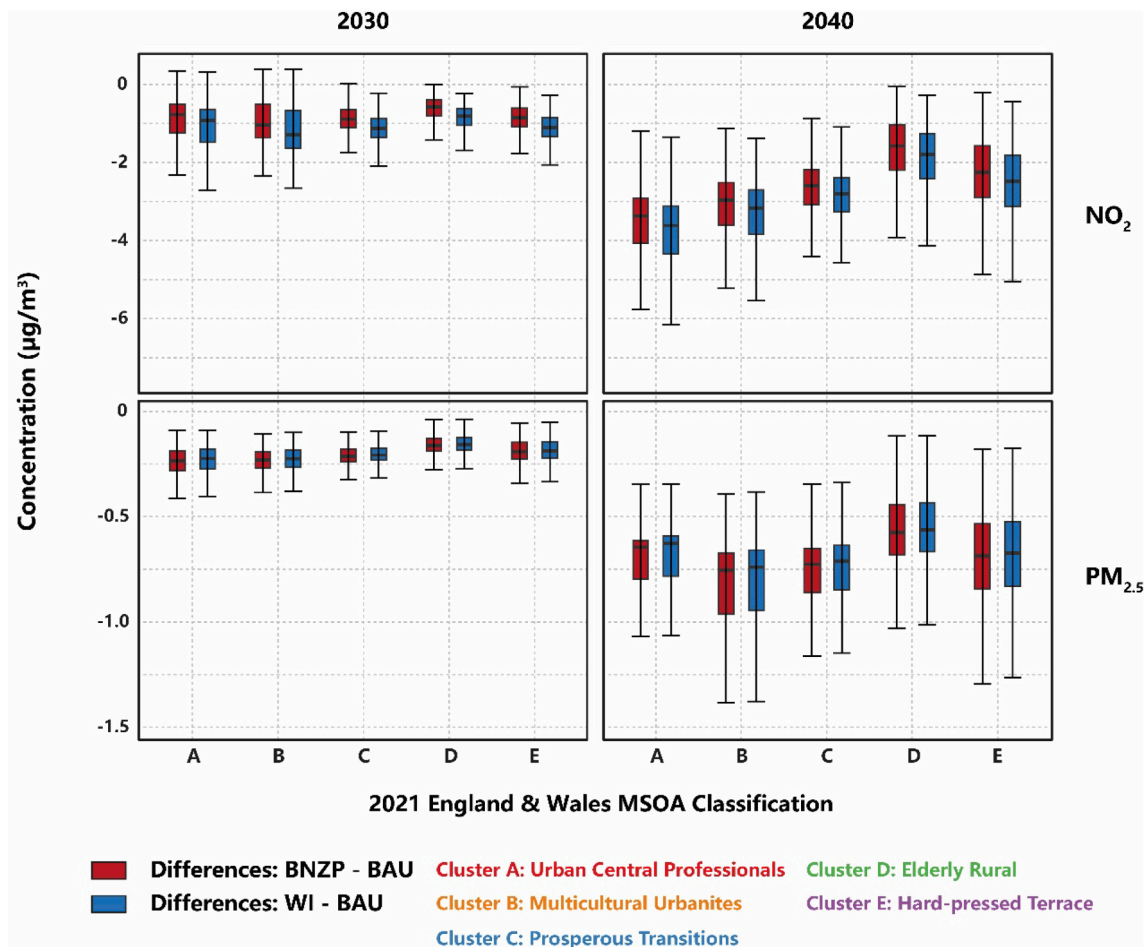 2030 2040
Concentration (μg/m³)
0
-2
-4
-6
NO₂
0
-0.5
-1.0
-1.5
PM₂.₅
A B C D E A B C D E
2021 England & Wales MSOA Classification
Differences: BNZP - BAU Cluster A: Urban Central Professionals Cluster D: Elderly Rural
Differences: WI - BAU Cluster B: Multicultural Urbanites Cluster E: Hard-pressed Terrace
Cluster C: Prosperous Transitions